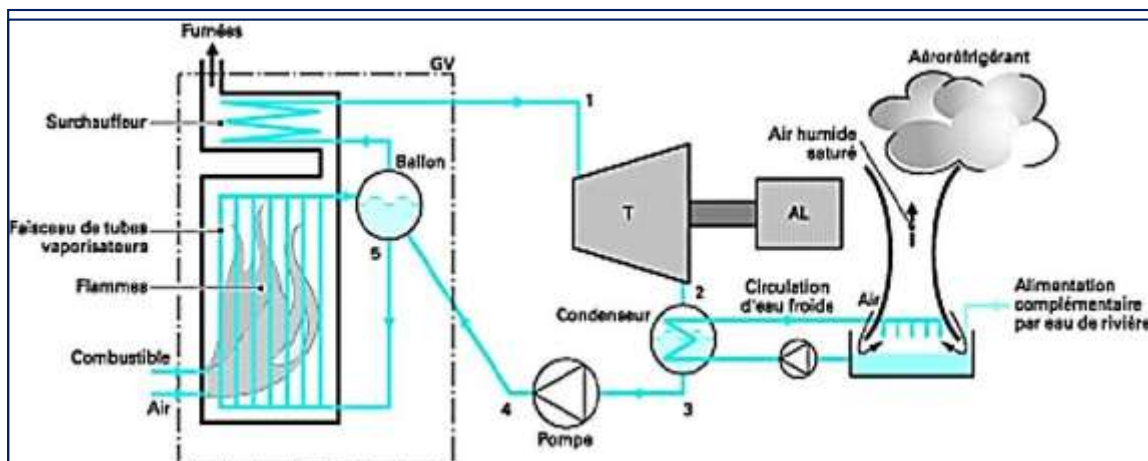 Fumées
GV
Aéroréfrigérant
1
Surchauffeur
Air humide
saturé
Ballon
T
AL
Faisceau de tubes
vaporisateurs
5
Flammes
2
Circulation
d'eau froide
Air
Alimentation
complémentaire
par eau de rivière
Condenseur
Combustible
Air
4
3
Pompe